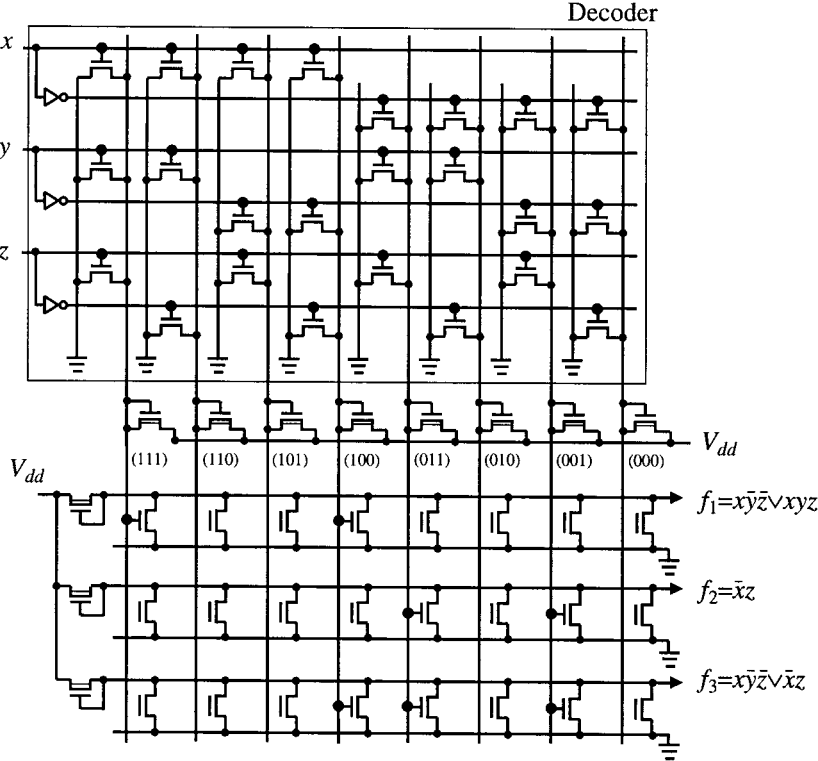 Decoder
x
y
z
V_dd
(111) (110) (101) (100) (011) (010) (001) (000)
V_dd
f₁=xȳz̄∨xyz
f₂=x̄z
f₃=xȳz̄∨x̄z